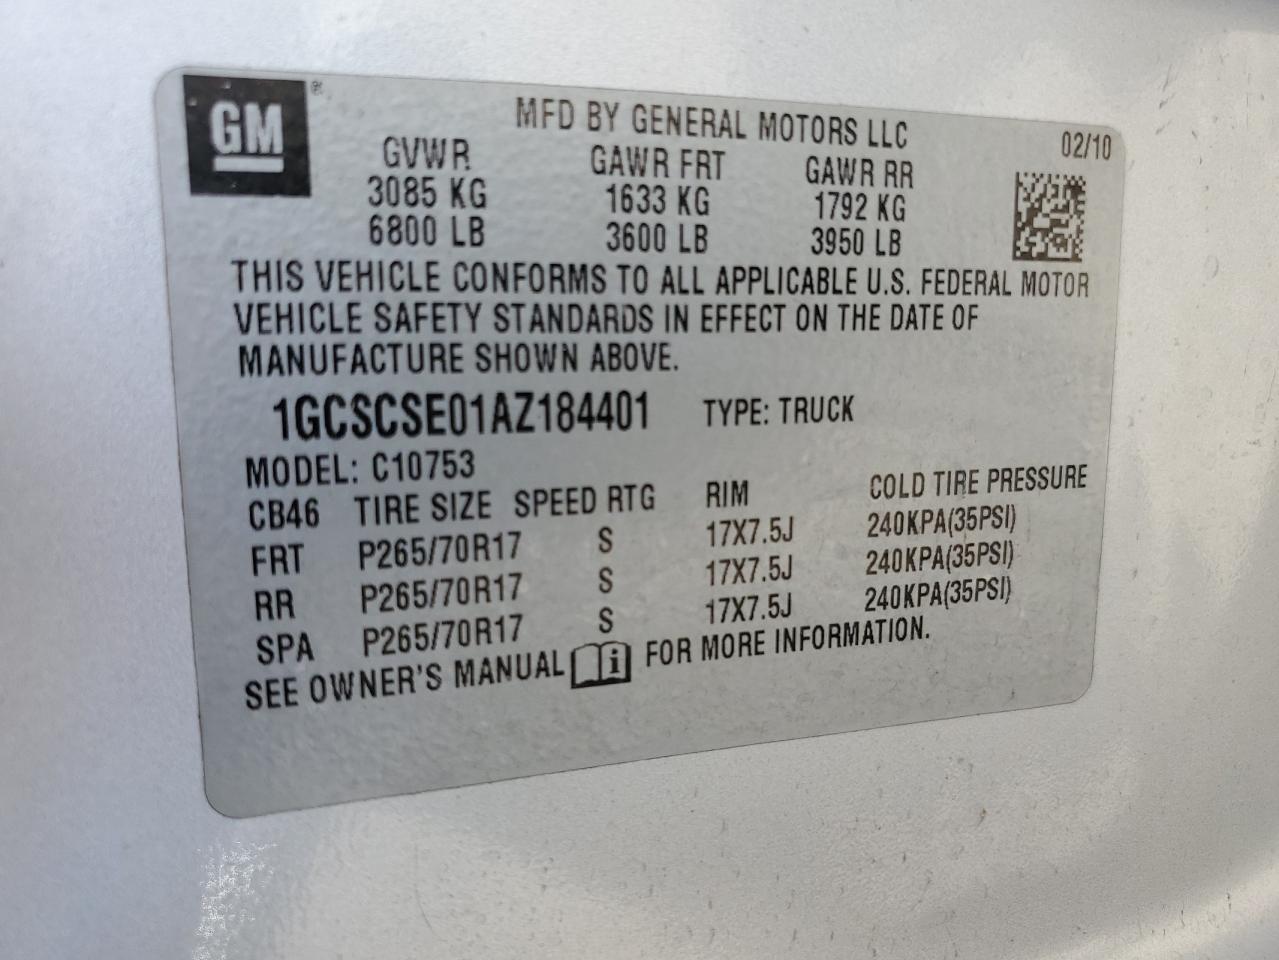 GM ®
MFD BY GENERAL MOTORS LLC
02/10
GVWR GAWR FRT GAWR RR
3085 KG 1633 KG 1792 KG
6800 LB 3600 LB 3950 LB
THIS VEHICLE CONFORMS TO ALL APPLICABLE U.S. FEDERAL MOTOR
VEHICLE SAFETY STANDARDS IN EFFECT ON THE DATE OF
MANUFACTURE SHOWN ABOVE.
1GCSCSE01AZ184401 TYPE: TRUCK
MODEL: C10753
CB46 TIRE SIZE SPEED RTG RIM COLD TIRE PRESSURE
FRT P265/70R17 S 17X7.5J 240KPA(35PSI)
RR P265/70R17 S 17X7.5J 240KPA(35PSI)
SPA P265/70R17 S 17X7.5J 240KPA(35PSI)
SEE OWNER'S MANUAL i FOR MORE INFORMATION.